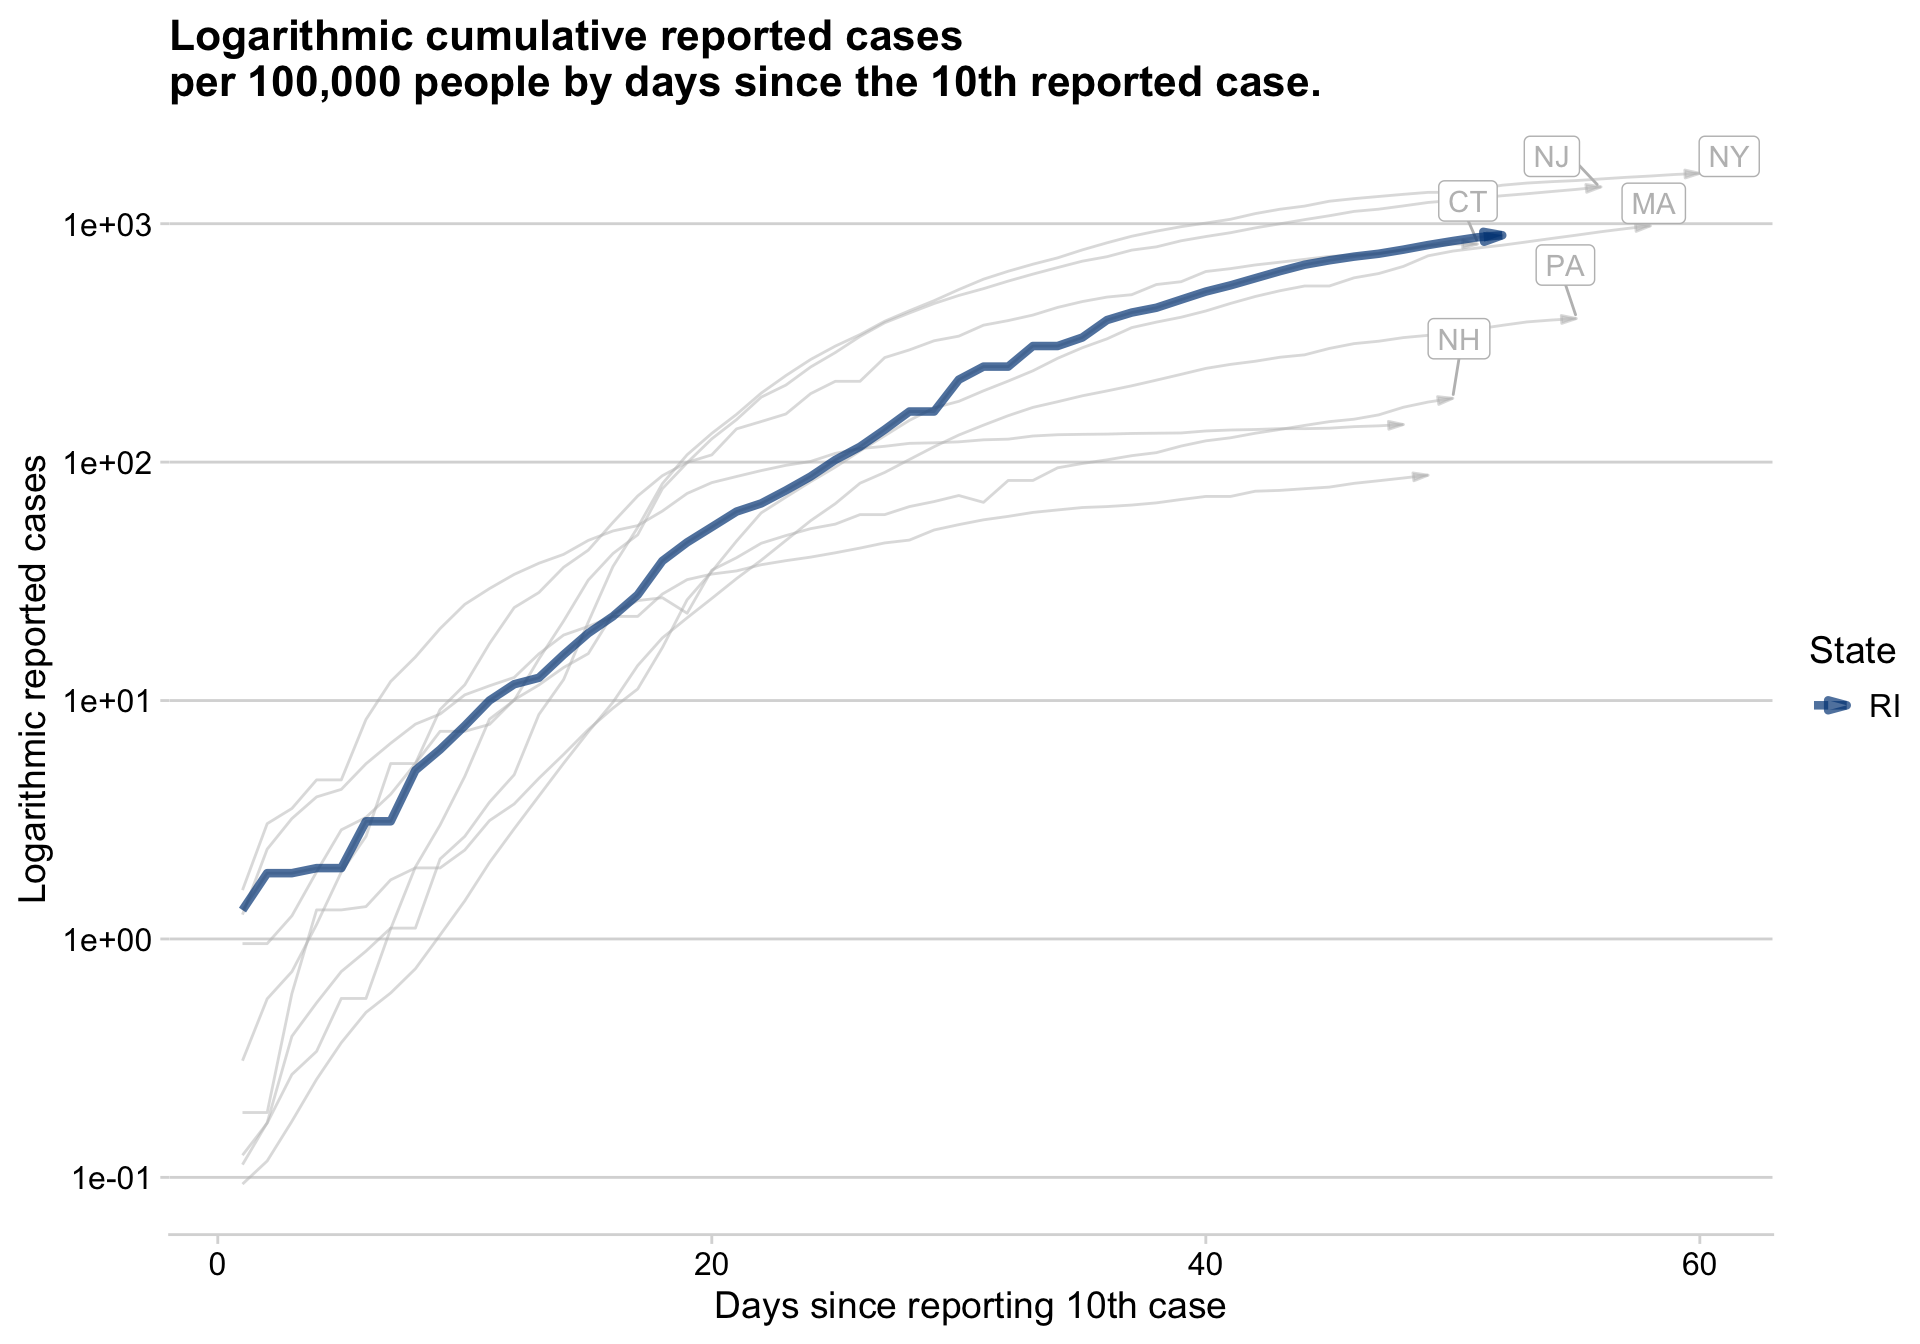 Logarithmic cumulative reported cases
per 100,000 people by days since the 10th reported case.
NJ
NY
CT
MA
PA
NH
1e+03
1e+02
1e+01
1e+00
1e-01
Logarithmic reported cases
State
RI
0
20
40
60
Days since reporting 10th case